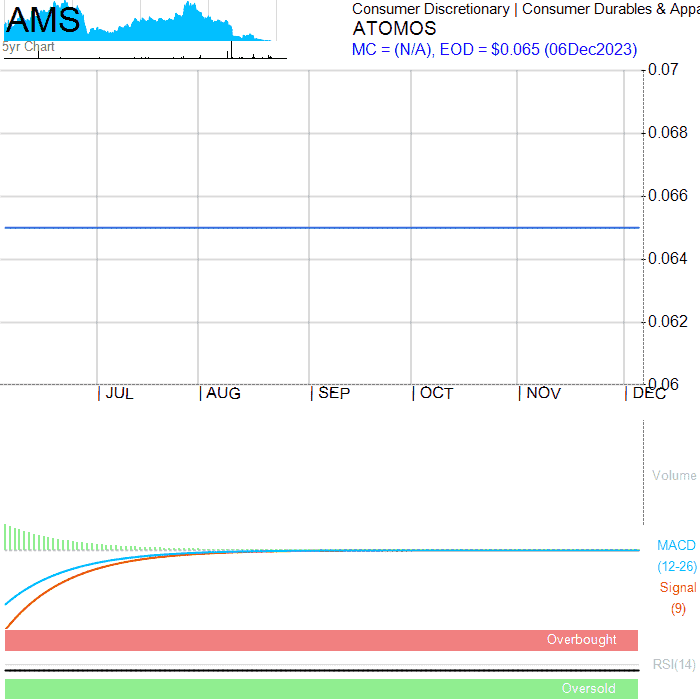 AMS
5yr Chart
Consumer Discretionary | Consumer Durables & Appa
ATOMOS
MC = (N/A), EOD = $0.065 (06Dec2023)
0.07
0.068
0.066
0.064
0.062
0.06
| JUL | AUG | SEP | OCT | NOV | DEC
Volume
MACD
(12-26)
Signal
(9)
Overbought
RSI(14)
Oversold